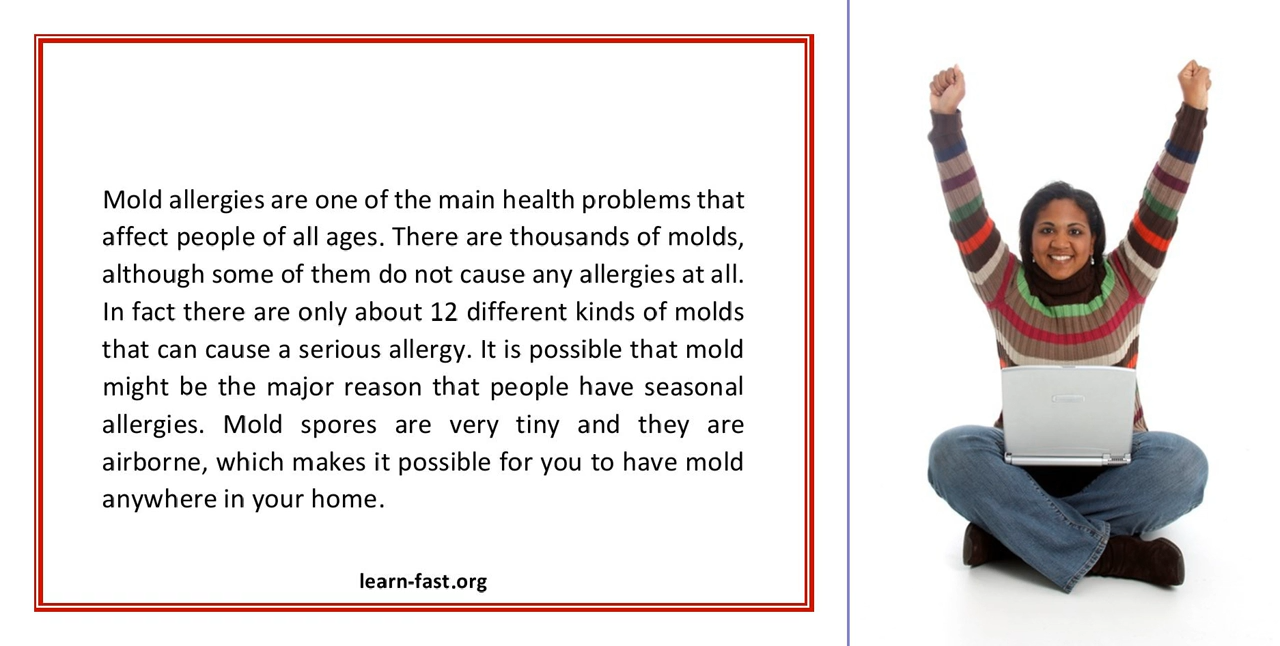 Mold allergies are one of the main health problems that
affect people of all ages. There are thousands of molds,
although some of them do not cause any allergies at all.
In fact there are only about 12 different kinds of molds
that can cause a serious allergy. It is possible that mold
might be the major reason that people have seasonal
allergies. Mold spores are very tiny and they are
airborne, which makes it possible for you to have mold
anywhere in your home.
learn-fast.org